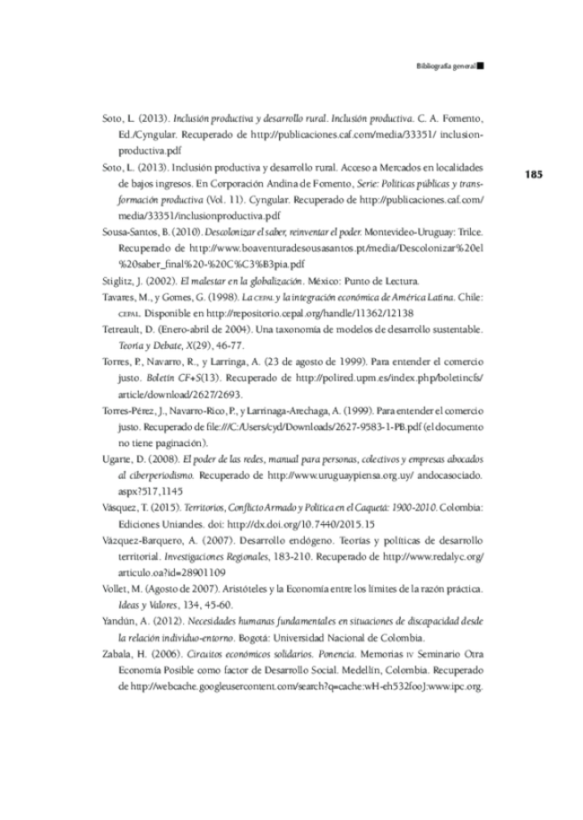 Bibliografía general
185
Soto, L. (2013). Inclusión productiva y desarrollo rural. Inclusión productiva. C. A. Fomento,
Ed./Cyngular. Recuperado de http://publicaciones.caf.com/media/33351/ inclusion-
productiva.pdf
Soto, L. (2013). Inclusión productiva y desarrollo rural. Acceso a Mercados en localidades
de bajos ingresos. En Corporación Andina de Fomento, Serie: Políticas públicas y trans-
formación productiva (Vol. 11). Cyngular. Recuperado de http://publicaciones.caf.com/
media/33351/inclusionproductiva.pdf
Sousa-Santos, B. (2010). Descolonizar el saber, reinventar el poder. Montevideo-Uruguay: Trilce.
Recuperado de http://www.boaventuradesousasantos.pt/media/Descolonizar%20el
%20saber_final%20-%20C%C3%B3pia.pdf
Stiglitz, J. (2002). El malestar en la globalización. México: Punto de Lectura.
Tavares, M., y Gomes, G. (1998). La CEPAL y la integración económica de América Latina. Chile:
CEPAL. Disponible en http://repositorio.cepal.org/handle/11362/12138
Tetreault, D. (Enero-abril de 2004). Una taxonomía de modelos de desarrollo sustentable.
Teoría y Debate, X(29), 46-77.
Torres, P., Navarro, R., y Larringa, A. (23 de agosto de 1999). Para entender el comercio
justo. Boletín CF+S(13). Recuperado de http://polired.upm.es/index.php/boletincfs/
article/download/2627/2693.
Torres-Pérez, J., Navarro-Rico, P., y Larrinaga-Arechaga, A. (1999). Para entender el comercio
justo. Recuperado de file:///C:/Users/cyd/Downloads/2627-9583-1-PB.pdf (el documento
no tiene paginación).
Ugarte, D. (2008). El poder de las redes, manual para personas, colectivos y empresas abocados
al ciberperiodismo. Recuperado de http://www.uruguaypiensa.org.uy/ andocasociado.
aspx?517,1145
Vásquez, T. (2015). Territorios, Conflicto Armado y Política en el Caquetá: 1900-2010. Colombia:
Ediciones Uniandes. doi: http://dx.doi.org/10.7440/2015.15
Vázquez-Barquero, A. (2007). Desarrollo endógeno. Teorías y políticas de desarrollo
territorial. Investigaciones Regionales, 183-210. Recuperado de http://www.redalyc.org/
articulo.oa?id=28901109
Vollet, M. (Agosto de 2007). Aristóteles y la Economía entre los límites de la razón práctica.
Ideas y Valores, 134, 45-60.
Yandún, A. (2012). Necesidades humanas fundamentales en situaciones de discapacidad desde
la relación individuo-entorno. Bogotá: Universidad Nacional de Colombia.
Zabala, H. (2006). Circuitos económicos solidarios. Ponencia. Memorias IV Seminario Otra
Economía Posible como factor de Desarrollo Social. Medellín, Colombia. Recuperado
de http://webcache.googleusercontent.com/search?q=cache:wH-eh532fooJ:www.ipc.org.